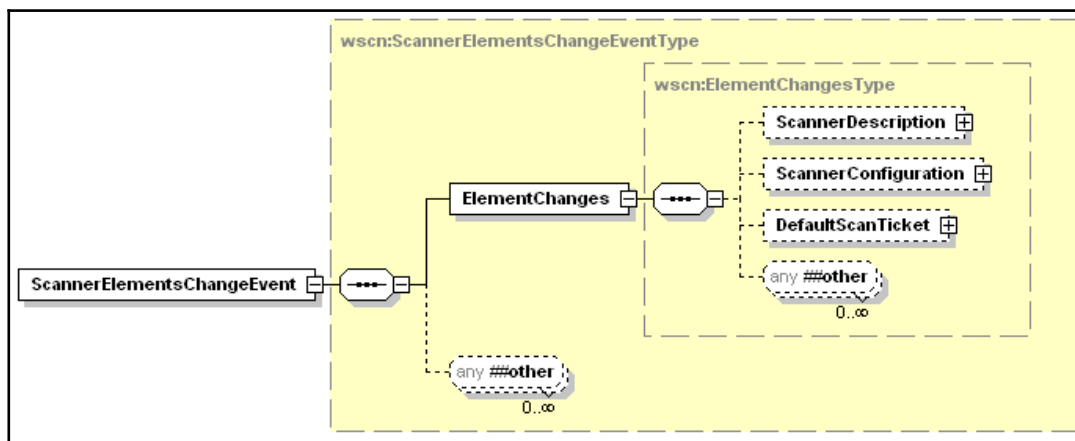 wscn:ScannerElementsChangeEventType
wscn:ElementChangesType
ScannerDescription
ScannerConfiguration
ElementChanges
DefaultScanTicket
any ##other
0..∞
ScannerElementsChangeEvent
any ##other
0..∞